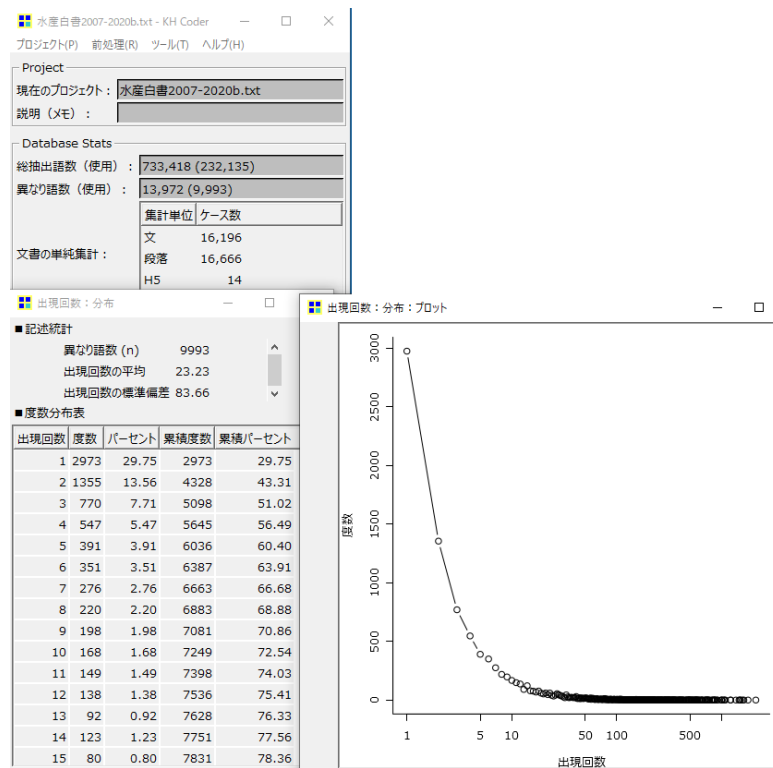 水産白書2007-2020b.txt - KH Coder
プロジェクト(P) 前処理(R) ツール(T) ヘルプ(H)
Project
現在のプロジェクト： 水産白書2007-2020b.txt
説明（メモ）：
Database Stats
総抽出語数（使用）： 733,418 (232,135)
異なり語数（使用）： 13,972 (9,993)
文書の単純集計：
集計単位 ケース数
文 16,196
段落 16,666
H5 14
出現回数：分布
■記述統計
異なり語数 (n) 9993
出現回数の平均 23.23
出現回数の標準偏差 83.66
■度数分布表
出現回数 度数 パーセント 累積度数 累積パーセント
1 2973 29.75 2973 29.75
2 1355 13.56 4328 43.31
3 770 7.71 5098 51.02
4 547 5.47 5645 56.49
5 391 3.91 6036 60.40
6 351 3.51 6387 63.91
7 276 2.76 6663 66.68
8 220 2.20 6883 68.88
9 198 1.98 7081 70.86
10 168 1.68 7249 72.54
11 149 1.49 7398 74.03
12 138 1.38 7536 75.41
13 92 0.92 7628 76.33
14 123 1.23 7751 77.56
15 80 0.80 7831 78.36
出現回数：分布：プロット
3000
2500
2000
1500
1000
500
0
度数
1 5 10 50 100 500
出現回数